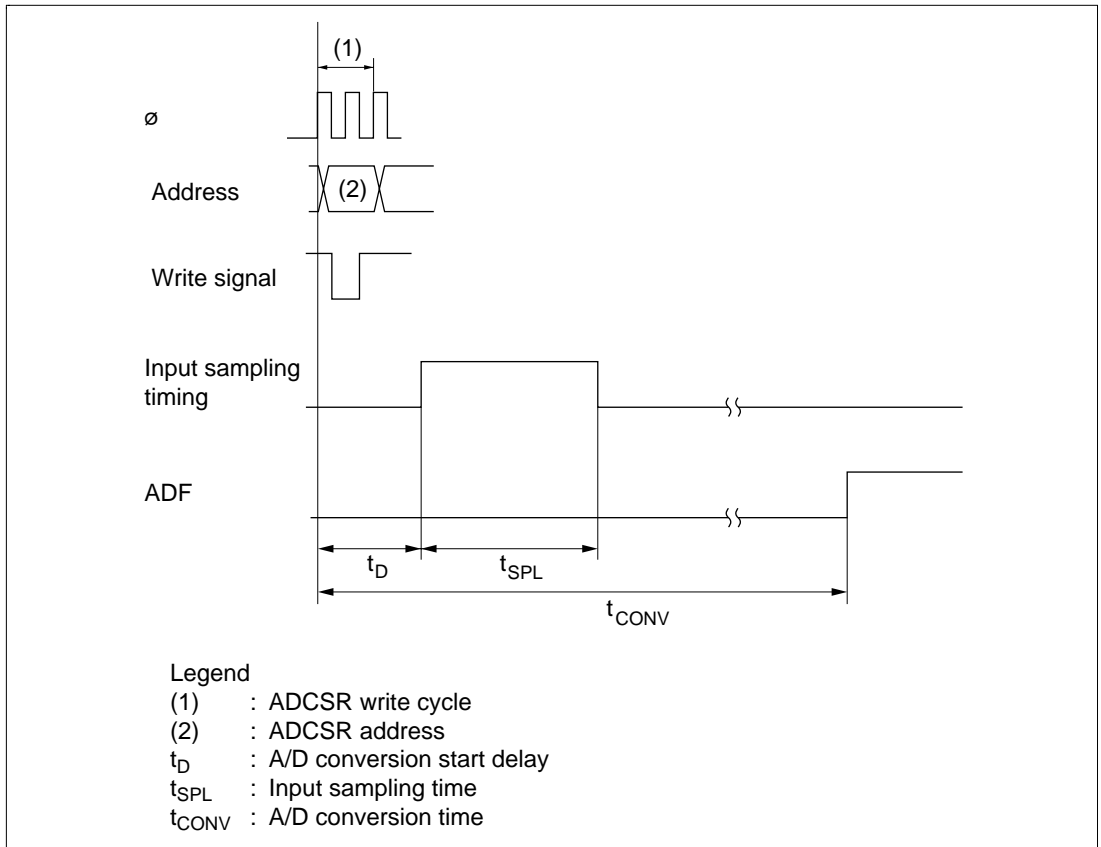 (1)
ø
Address
(2)
Write signal
Input sampling
timing
ADF
tD
tSPL
tCONV
Legend
(1) : ADCSR write cycle
(2) : ADCSR address
tD : A/D conversion start delay
tSPL : Input sampling time
tCONV : A/D conversion time